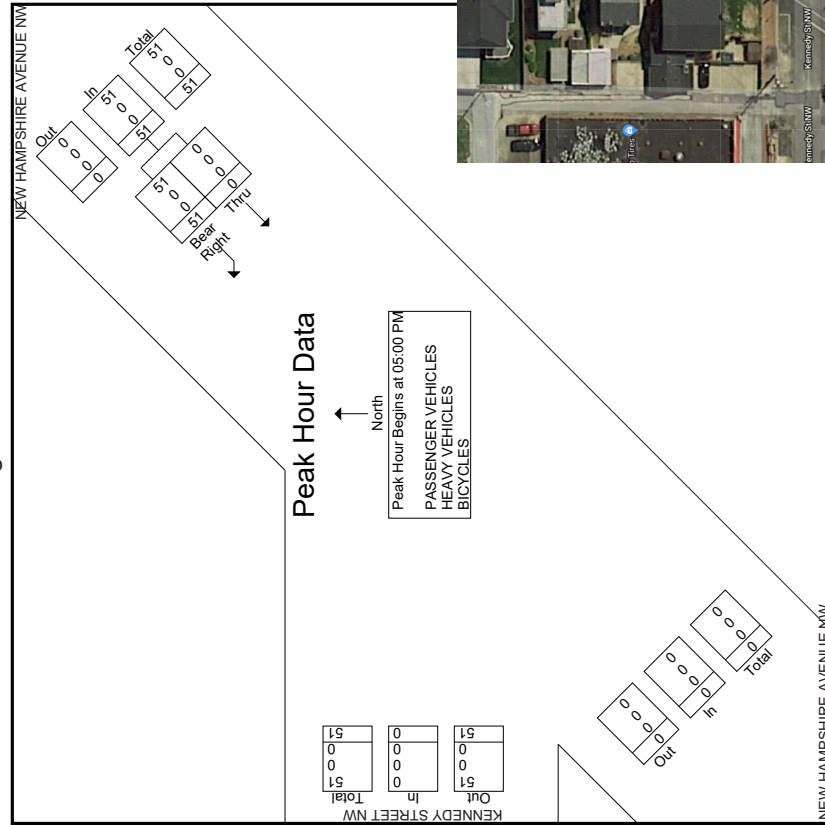 NEW HAMPSHIRE AVENUE NW
Out
0
0
0
0
In
51
0
0
51
Total
51
0
0
51
51
0
0
51
Bear
Right
0
0
0
0
Thru
Peak Hour Data
North
Peak Hour Begins at 05:00 PM
PASSENGER VEHICLES
HEAVY VEHICLES
BICYCLES
KENNEDY STREET NW
Total
51
0
0
51
In
0
0
0
0
Out
51
0
0
51
Out
0
0
0
0
In
0
0
0
0
Total
0
0
0
0
NEW HAMPSHIRE AVENUE NW
Tires
Kennedy St NW
ennedy St NW